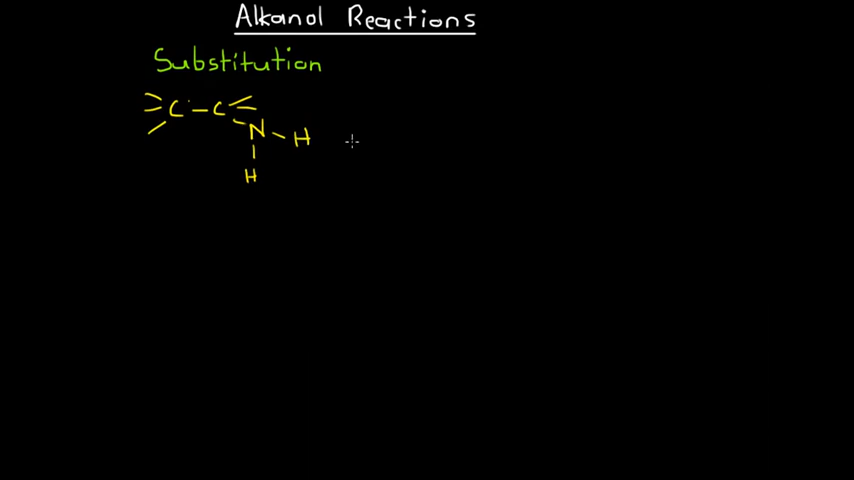 Alkanol Reactions
Substitution
C - C
N - H
H